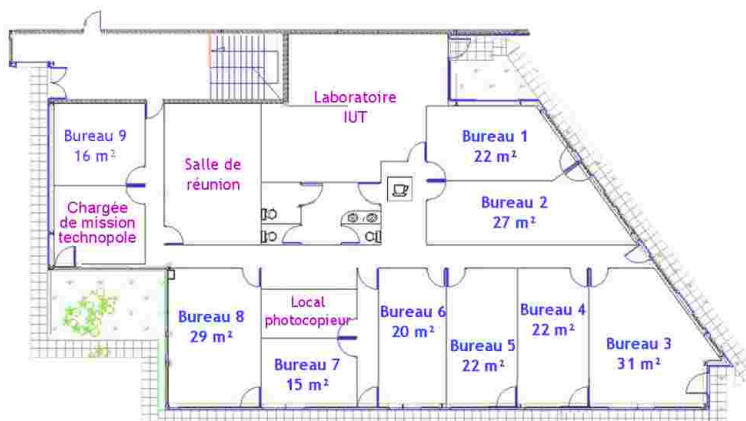 Laboratoire
IUT
Bureau 9
16 m²
Bureau 1
22 m²
Salle de
réunion
Chargée
de mission
technopole
Bureau 2
27 m²
Bureau 8
29 m²
Local
photocopieur
Bureau 7
15 m²
Bureau 6
20 m²
Bureau 5
22 m²
Bureau 4
22 m²
Bureau 3
31 m²